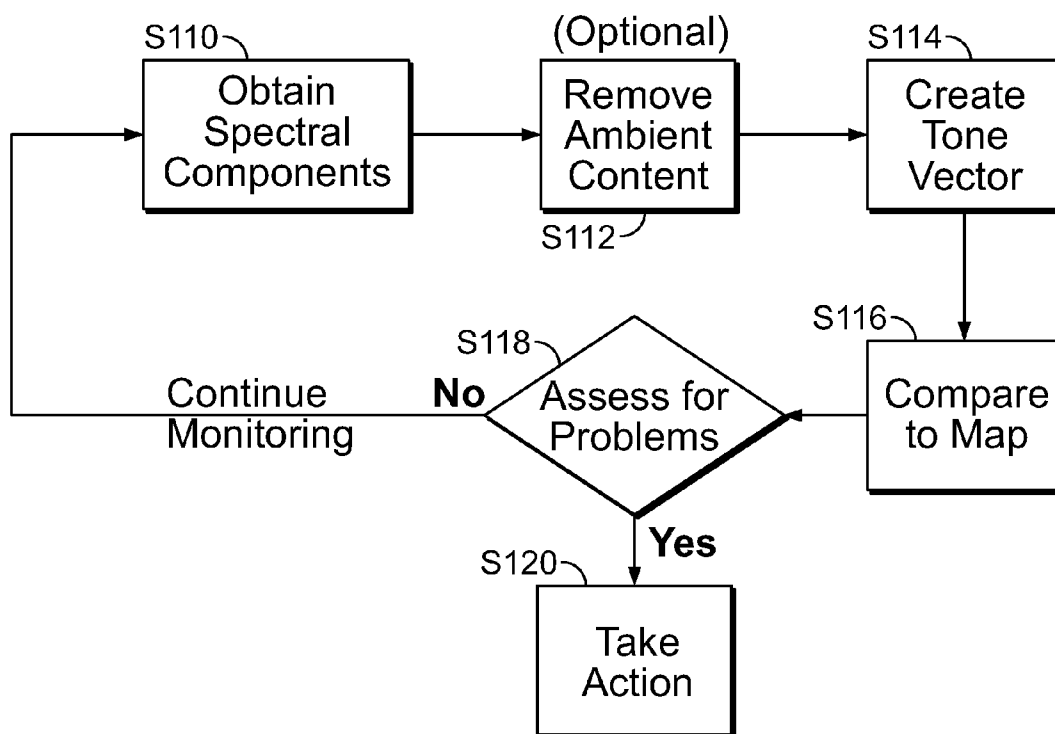 S110
Obtain
Spectral
Components
(Optional)
Remove
Ambient
Content
S112
S114
Create
Tone
Vector
S116
Compare
to Map
S118
Assess for
Problems
No
Continue
Monitoring
Yes
S120
Take
Action